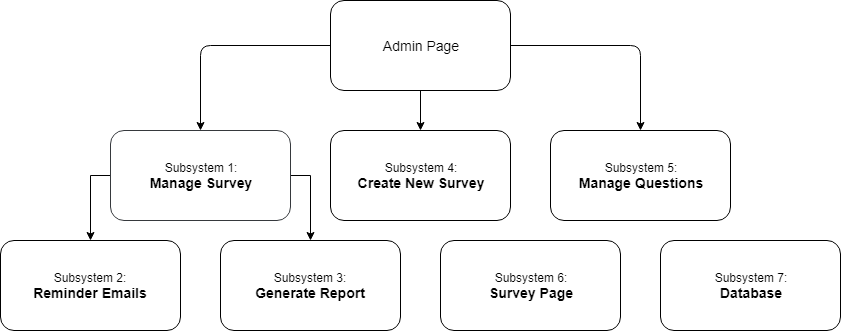 Admin Page
Subsystem 1:
Manage Survey
Subsystem 4:
Create New Survey
Subsystem 5:
Manage Questions
Subsystem 2:
Reminder Emails
Subsystem 3:
Generate Report
Subsystem 6:
Survey Page
Subsystem 7:
Database